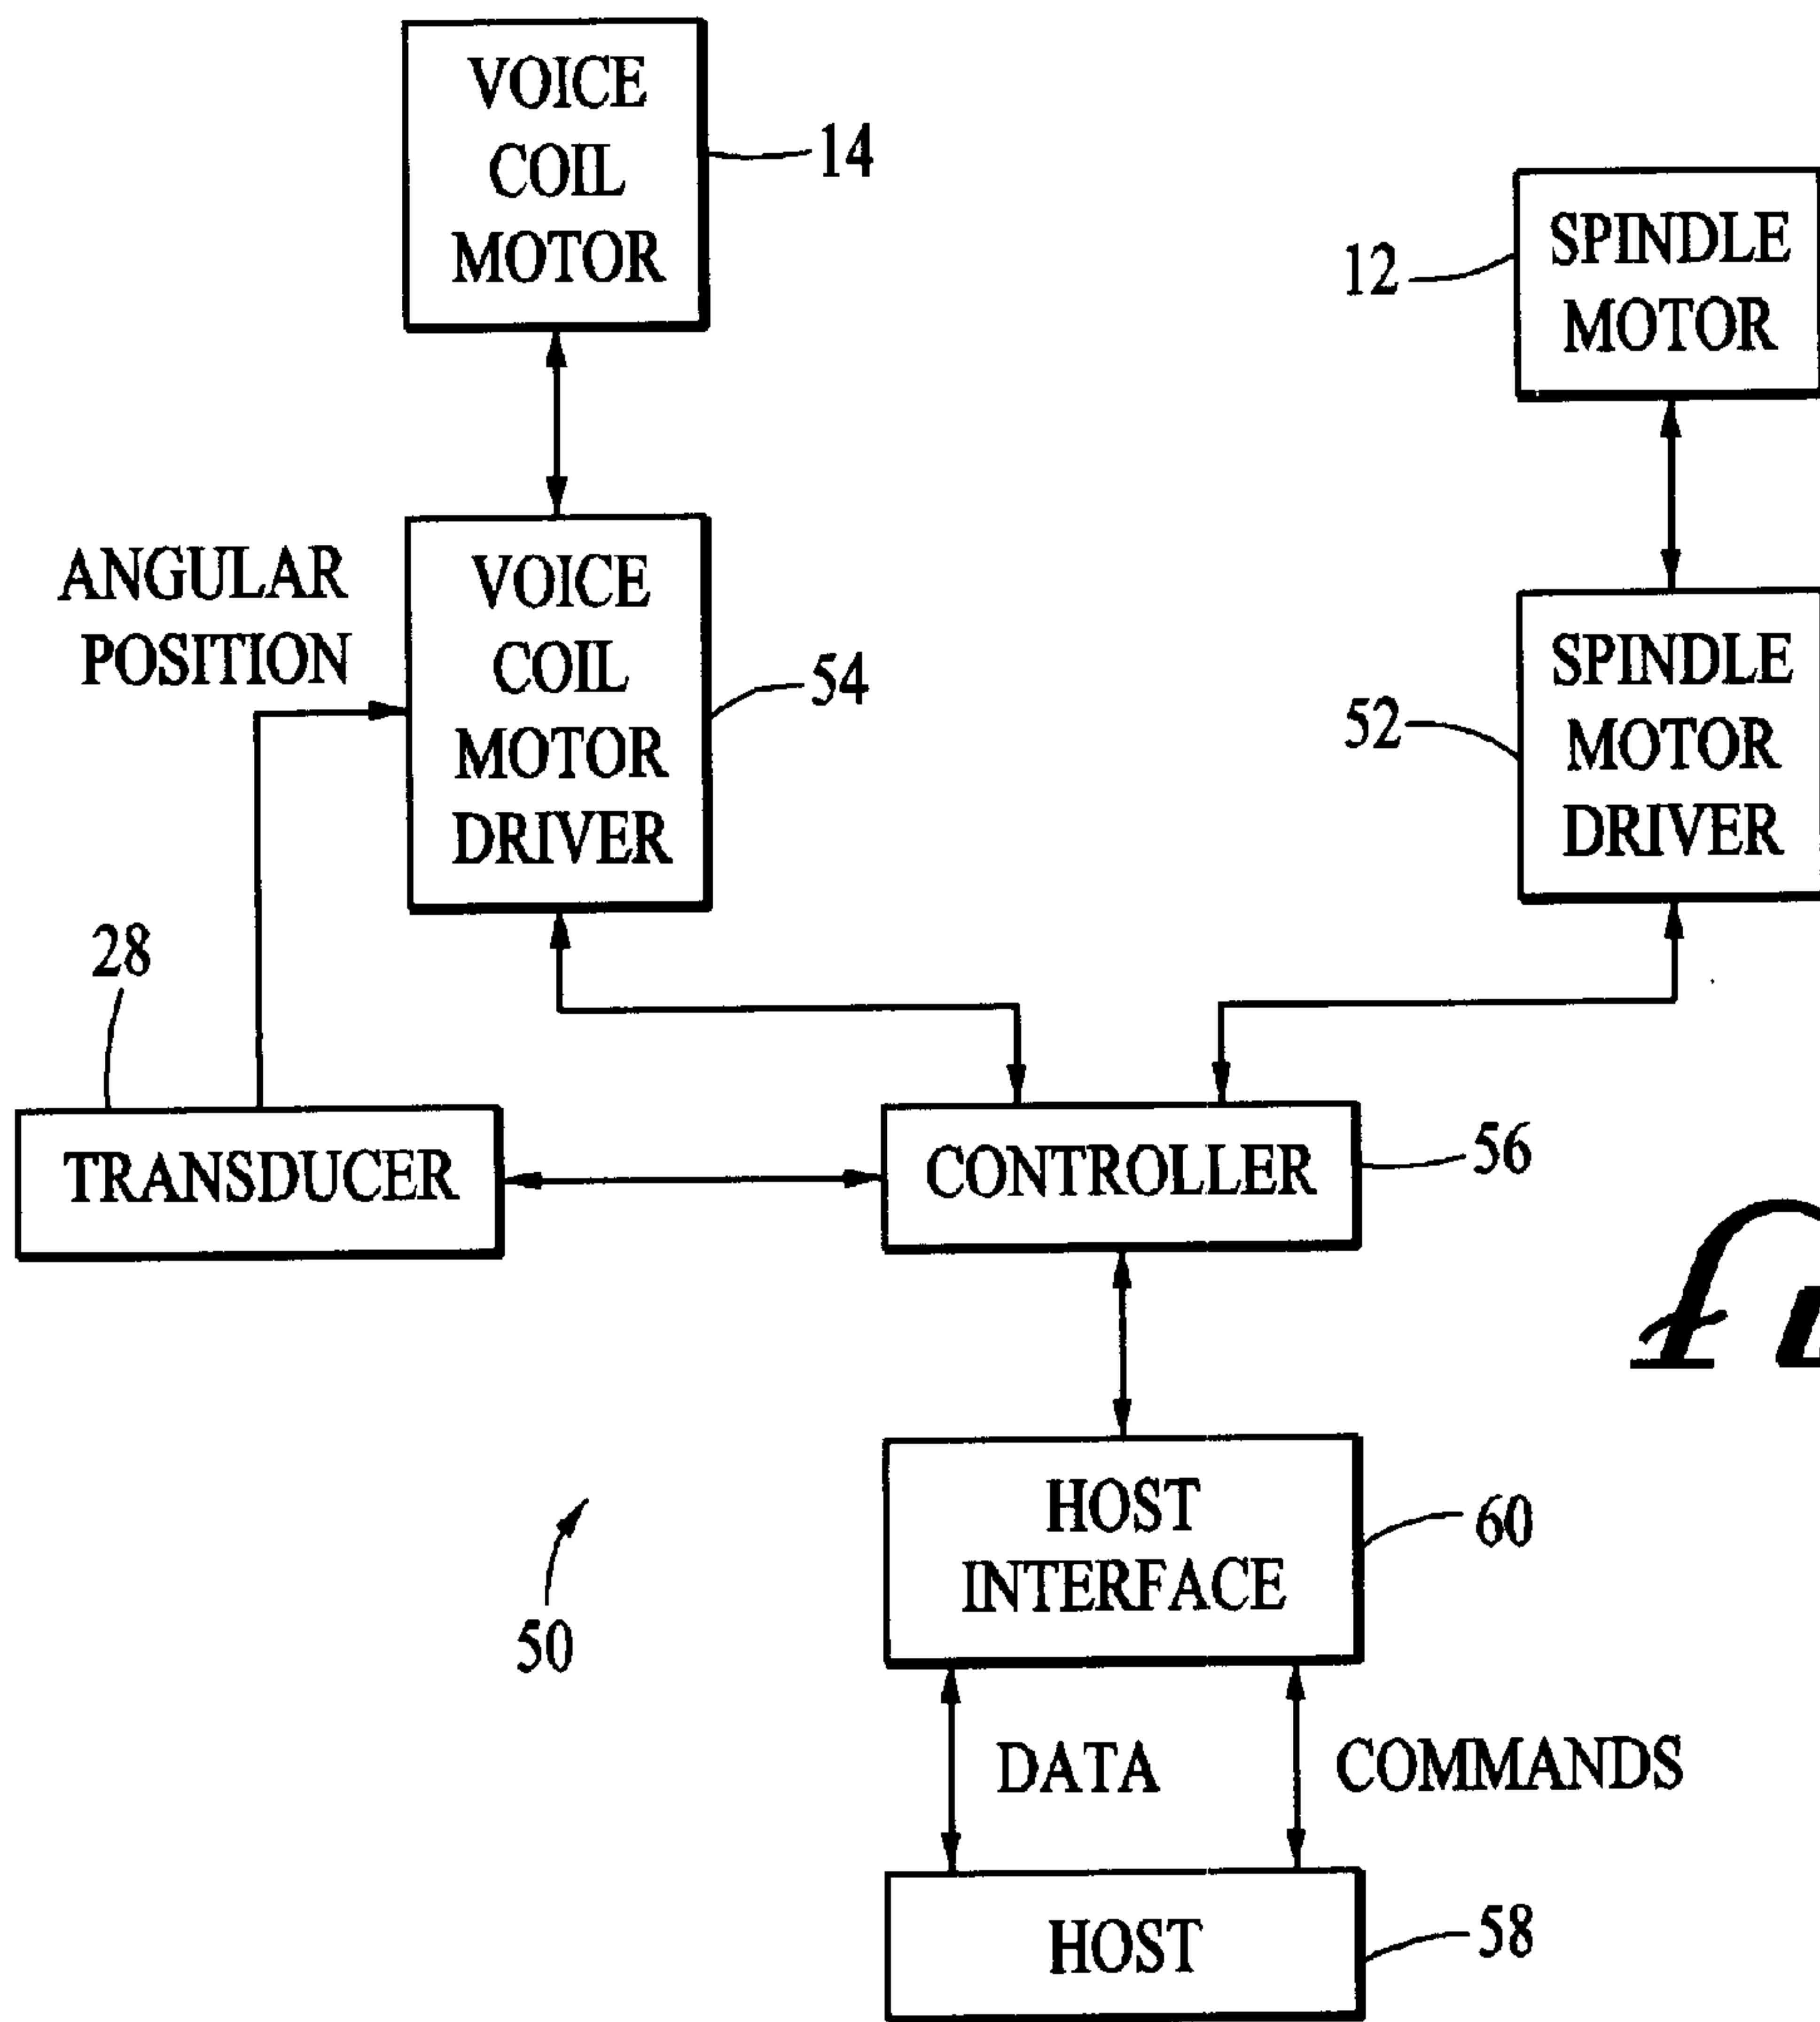 VOICE
COIL
MOTOR
14
SPINDLE
MOTOR
12
ANGULAR
POSITION
VOICE
COIL
MOTOR
DRIVER
54
SPINDLE
MOTOR
DRIVER
52
28
TRANSDUCER
CONTROLLER
56
HOST
INTERFACE
60
50
DATA
COMMANDS
HOST
58